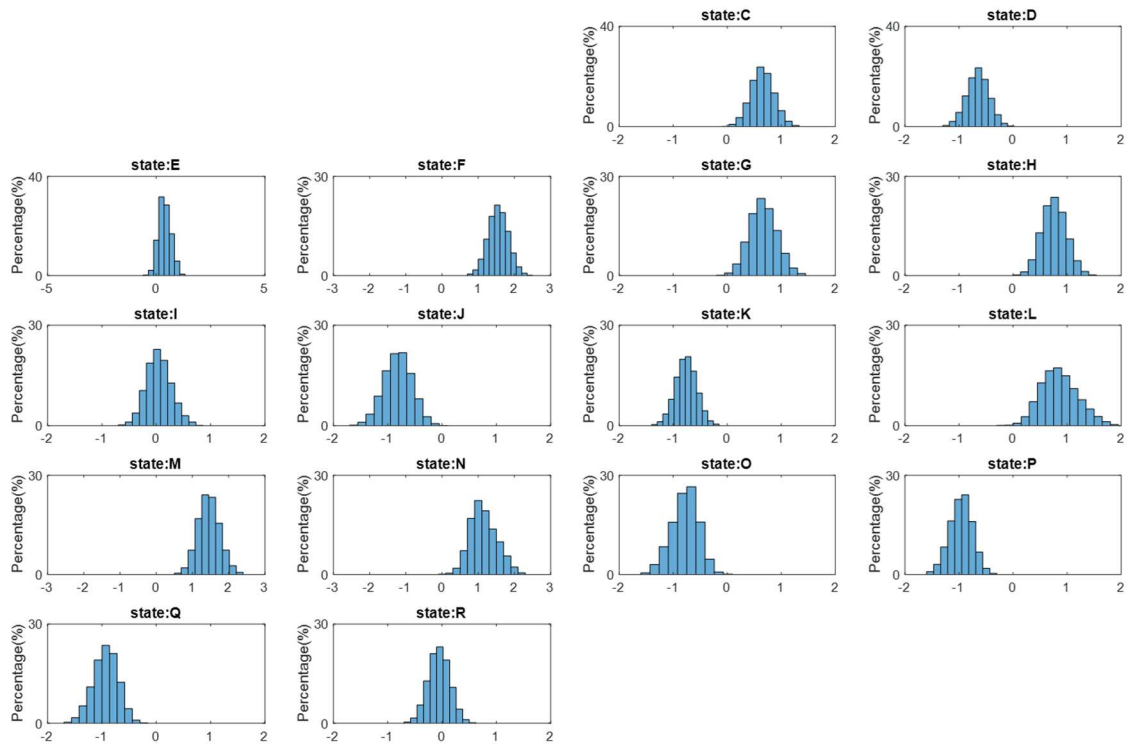 state:C
40
Percentage(%)
0
-2 -1 0 1 2
state:D
40
Percentage(%)
0
-2 -1 0 1 2
state:E
40
Percentage(%)
0
-5 5
state:F
30
Percentage(%)
0
-3 -2 -1 0 1 2 3
state:G
30
Percentage(%)
0
-2 -1 0 1 2
state:H
30
Percentage(%)
0
-2 -1 0 1 2
state:I
30
Percentage(%)
0
-2 -1 0 1 2
state:J
30
Percentage(%)
0
-2 -1 0 1 2
state:K
30
Percentage(%)
0
-2 -1 0 1 2
state:L
30
Percentage(%)
0
-2 -1 0 1 2
state:M
30
Percentage(%)
0
-3 -2 -1 0 1 2 3
state:N
30
Percentage(%)
0
-3 -2 -1 0 1 2 3
state:O
30
Percentage(%)
0
-2 -1 0 1 2
state:P
30
Percentage(%)
0
-2 -1 0 1 2
state:Q
30
Percentage(%)
0
-2 -1 0 1 2
state:R
30
Percentage(%)
0
-2 -1 0 1 2